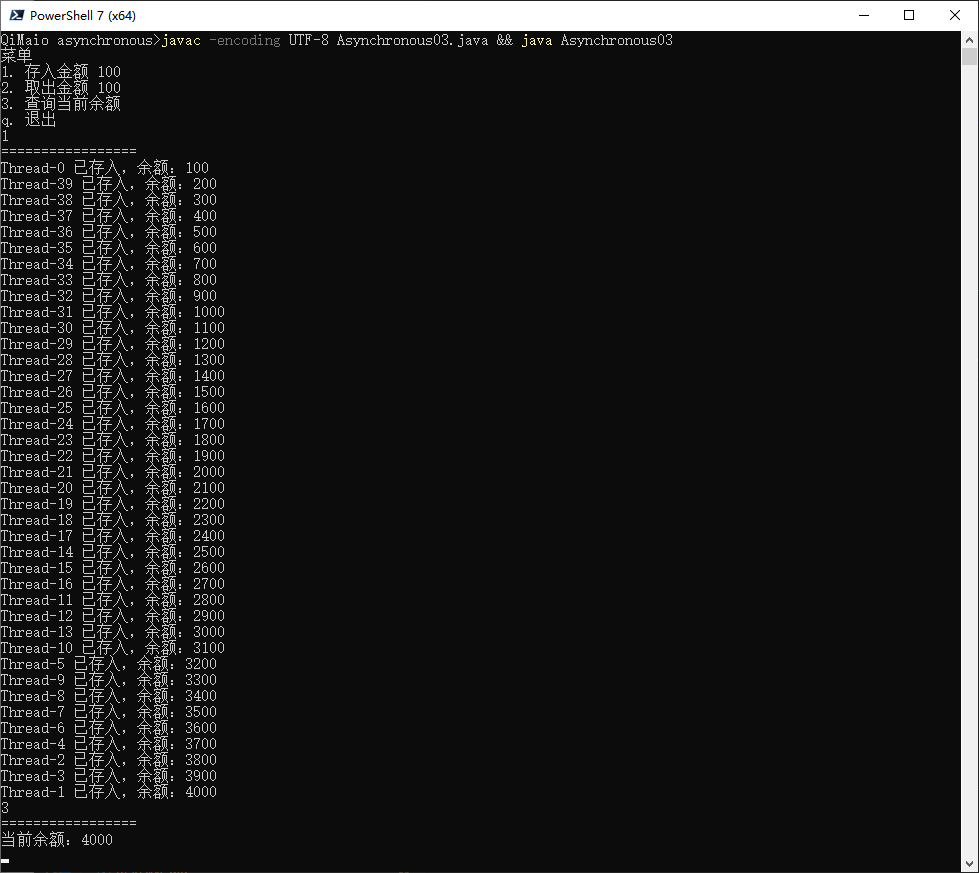 PowerShell 7 (x64)
QiMaio asynchronous>javac -encoding UTF-8 Asynchronous03.java && java Asynchronous03
菜单
1. 存入金额 100
2. 取出金额 100
3. 查询当前余额
q. 退出
1
=================
Thread-0 已存入，余额：100
Thread-39 已存入，余额：200
Thread-38 已存入，余额：300
Thread-37 已存入，余额：400
Thread-36 已存入，余额：500
Thread-35 已存入，余额：600
Thread-34 已存入，余额：700
Thread-33 已存入，余额：800
Thread-32 已存入，余额：900
Thread-31 已存入，余额：1000
Thread-30 已存入，余额：1100
Thread-29 已存入，余额：1200
Thread-28 已存入，余额：1300
Thread-27 已存入，余额：1400
Thread-26 已存入，余额：1500
Thread-25 已存入，余额：1600
Thread-24 已存入，余额：1700
Thread-23 已存入，余额：1800
Thread-22 已存入，余额：1900
Thread-21 已存入，余额：2000
Thread-20 已存入，余额：2100
Thread-19 已存入，余额：2200
Thread-18 已存入，余额：2300
Thread-17 已存入，余额：2400
Thread-14 已存入，余额：2500
Thread-15 已存入，余额：2600
Thread-16 已存入，余额：2700
Thread-11 已存入，余额：2800
Thread-12 已存入，余额：2900
Thread-13 已存入，余额：3000
Thread-10 已存入，余额：3100
Thread-5 已存入，余额：3200
Thread-9 已存入，余额：3300
Thread-8 已存入，余额：3400
Thread-7 已存入，余额：3500
Thread-6 已存入，余额：3600
Thread-4 已存入，余额：3700
Thread-2 已存入，余额：3800
Thread-3 已存入，余额：3900
Thread-1 已存入，余额：4000
3
=================
当前余额：4000